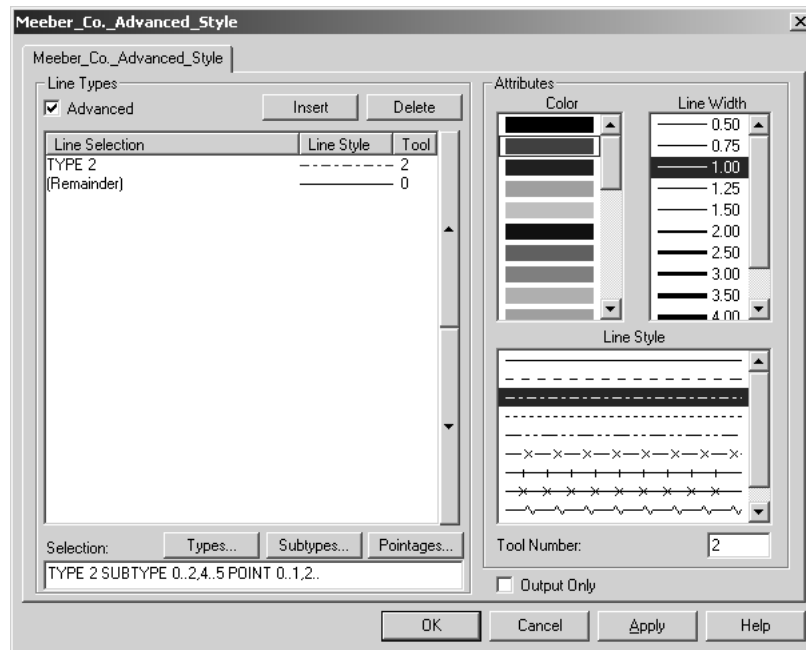 Meeber_Co._Advanced_Style
Meeber_Co._Advanced_Style
Line Types
Advanced
Insert
Delete
Line Selection Line Style Tool
TYPE 2 2
(Remainder) 0
Selection:
Types...
Subtypes...
Pointages...
TYPE 2 SUBTYPE 0..2,4..5 POINT 0..1,2..
Attributes
Color
Line Width
0.50
0.75
1.00
1.25
1.50
2.00
2.50
3.00
3.50
4.00
Line Style
Tool Number: 2
Output Only
OK
Cancel
Apply
Help